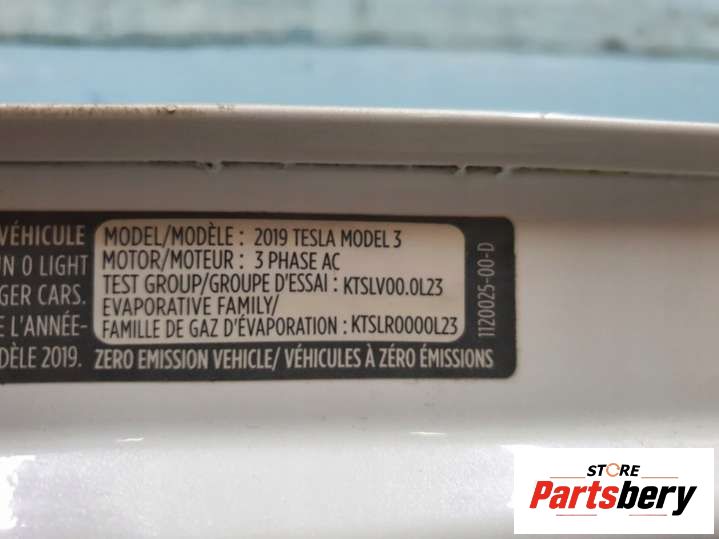 VÉHICULE
N 0 LIGHT
GER CARS.
E L'ANNÉE-
DÈLE 2019.
MODEL/MODÈLE : 2019 TESLA MODEL 3
MOTOR/MOTEUR : 3 PHASE AC
TEST GROUP/GROUPE D'ESSAI : KTSLV00.0L23
EVAPORATIVE FAMILY/
FAMILLE DE GAZ D'ÉVAPORATION : KTSLR0000L23
ZERO EMISSION VEHICLE/ VÉHICULES À ZÉRO ÉMISSIONS
1120025-00-D
STORE
Partsbery